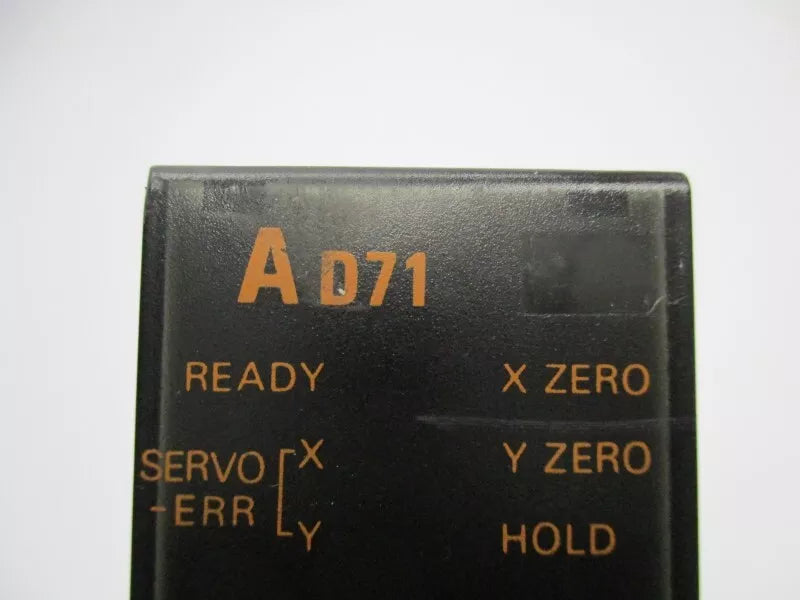 A D71
READY X ZERO
SERVO X Y ZERO
-ERR
Y HOLD